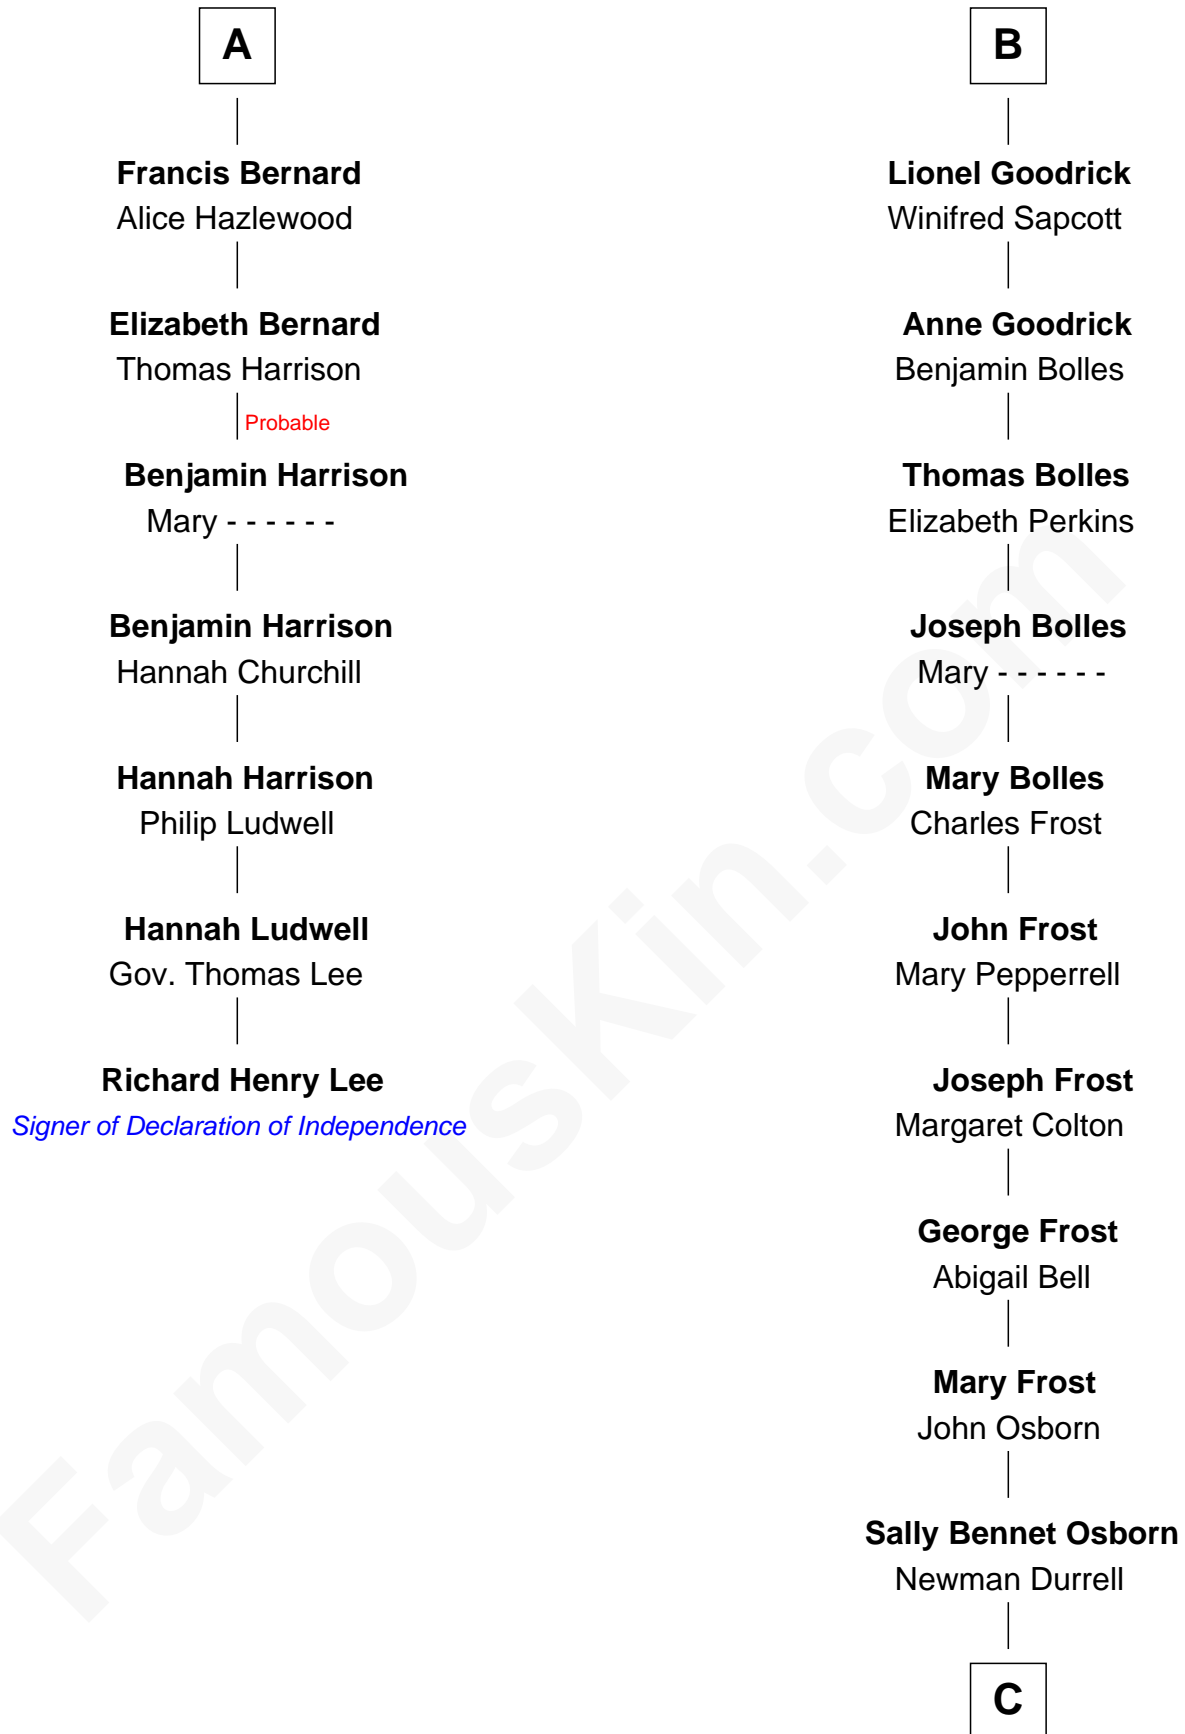 A
Francis Bernard
Alice Hazlewood
Elizabeth Bernard
Thomas Harrison
Probable
Benjamin Harrison
Mary - - - - - -
Benjamin Harrison
Hannah Churchill
Hannah Harrison
Philip Ludwell
Hannah Ludwell
Gov. Thomas Lee
Richard Henry Lee
Signer of Declaration of Independence
B
Lionel Goodrick
Winifred Sapcott
Anne Goodrick
Benjamin Bolles
Thomas Bolles
Elizabeth Perkins
Joseph Bolles
Mary - - - - - -
Mary Bolles
Charles Frost
John Frost
Mary Pepperrell
Joseph Frost
Margaret Colton
George Frost
Abigail Bell
Mary Frost
John Osborn
Sally Bennet Osborn
Newman Durrell
C
FamousKin.com